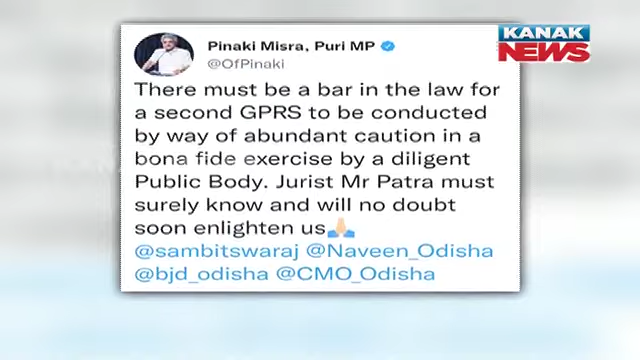 KANAK
NEWS
Pinaki Misra, Puri MP
@OfPinaki
There must be a bar in the law for
a second GPRS to be conducted
by way of abundant caution in a
bona fide exercise by a diligent
Public Body. Jurist Mr Patra must
surely know and will no doubt
soon enlighten us🙏🏻
@sambitswaraj @Naveen_Odisha
@bjd_odisha @CMO_Odisha